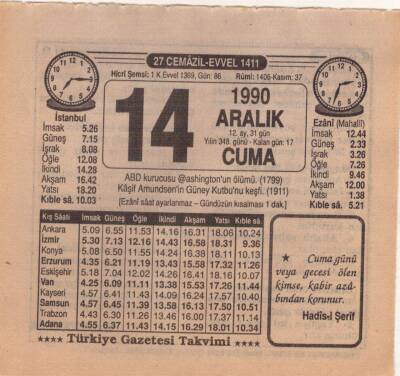 27 CEMÂZİL-EVVEL 1411
Hicrî Şemsî: 1 K.Evvel 1369, Gün: 86 Rûmî: 1406-Kasım: 37
14
1990
ARALIK
12. ay, 31 gün
Yılın 348. günü - Kalan gün: 17
CUMA
İstanbul
İmsak 5.26
Güneş 7.15
İsrak 8.08
Öğle 12.08
İkindi 14.28
Akşam 16.42
Yatsı 18.20
Kıble sâ. 10.03
Ezânî (Mahallî)
İmsak 12.44
Güneş 2.33
İsrak 3.26
Öğle 7.26
İkindi 9.46
Akşam 12.00
Yatsı 1.38
Kıble sâ. 5.21
ABD kurucusu @ashington'un ölümü. (1799)
Kâşif Amundsen'in Güney Kutbu'nu keşfi. (1911)
[Ezânî sâat ayarlanmaz – Gündüzün kısalması 1 dak.]
Kış Sâati İmsak Güneş Öğle İkindi Akşam Yatsı Kıble sâ.
Ankara 5.09 6.55 11.53 14.16 16.31 18.06 10.24
İzmir 5.30 7.13 12.16 14.43 16.58 18.31 9.36
Konya 5.08 6.50 11.55 14.24 16.38 18.11 10.13
Erzurum 4.35 6.21 11.19 13.43 15.58 17.32 11.26
Eskişehir 5.18 7.04 12.02 14.26 16.41 18.16 10.07
Van 4.25 6.09 11.11 13.38 15.53 17.26 11.44
Kayseri 4.57 6.41 11.43 14.09 16.24 17.57 10.40
Samsun 4.57 6.45 11.39 13.58 16.13 17.50 10.51
Trabzon 4.43 6.30 11.26 13.46 16.00 17.37 11.14
Adana 4.55 6.37 11.43 14.15 16.29 18.01 10.34
★ Cuma günü
veya gecesi ölen
kimse, kabir azâ-
bından korunur.
Hadîs-i Şerîf
★★★★ Türkiye Gazetesi Takvimi ★★★★